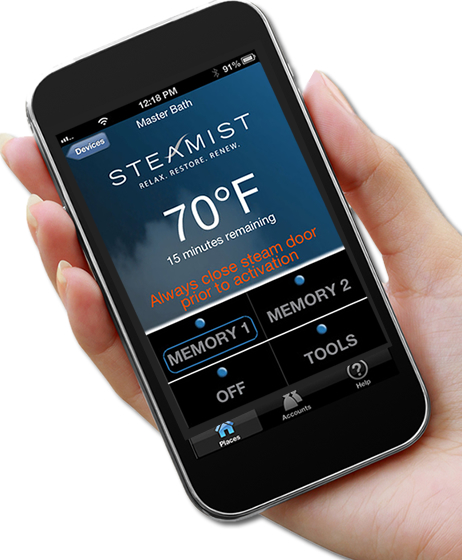 12:18 PM
91%
Master Bath
Devices
STEAMIST
RELAX. RESTORE. RENEW.
70°F
15 minutes remaining
Always close steam door
prior to activation
MEMORY 1
MEMORY 2
OFF
TOOLS
Places
Accounts
Help